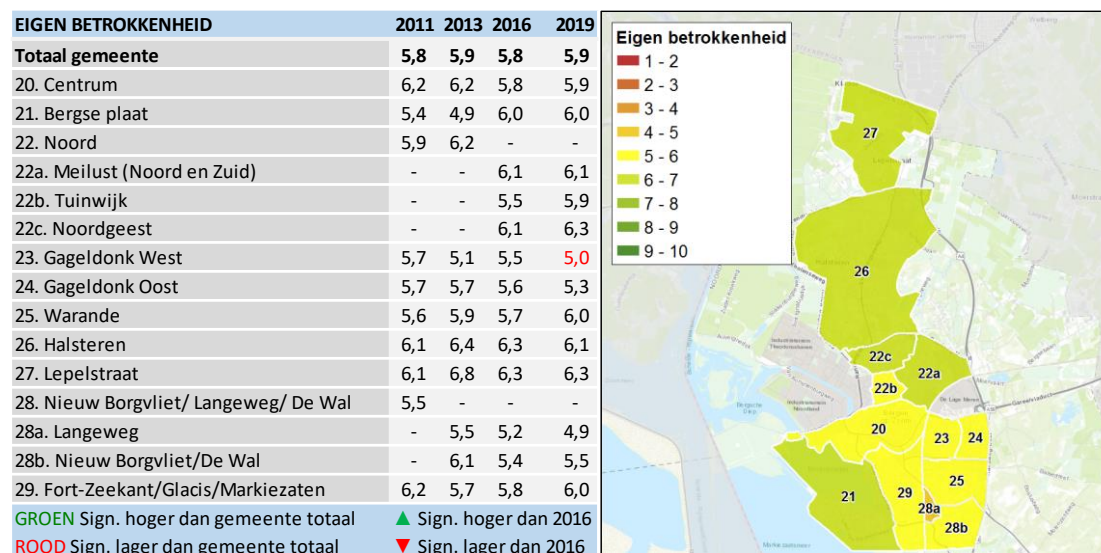 EIGEN BETROKKENHEID 2011 2013 2016 2019
Totaal gemeente 5,8 5,9 5,8 5,9
20. Centrum 6,2 6,2 5,8 5,9
21. Bergse plaat 5,4 4,9 6,0 6,0
22. Noord 5,9 6,2 - -
22a. Meilust (Noord en Zuid) - - 6,1 6,1
22b. Tuinwijk - - 5,5 5,9
22c. Noordgeest - - 6,1 6,3
23. Gageldonk West 5,7 5,1 5,5 5,0
24. Gageldonk Oost 5,7 5,7 5,6 5,3
25. Warande 5,6 5,9 5,7 6,0
26. Halsteren 6,1 6,4 6,3 6,1
27. Lepelstraat 6,1 6,8 6,3 6,3
28. Nieuw Borgvliet/ Langeweg/ De Wal 5,5 - - -
28a. Langeweg - 5,5 5,2 4,9
28b. Nieuw Borgvliet/De Wal - 6,1 5,4 5,5
29. Fort-Zeekant/Glacis/Markiezaten 6,2 5,7 5,8 6,0
GROEN Sign. hoger dan gemeente totaal ▲ Sign. hoger dan 2016
ROOD Sign. lager dan gemeente totaal ▼ Sign. lager dan 2016
Eigen betrokkenheid
1 - 2
2 - 3
3 - 4
4 - 5
5 - 6
6 - 7
7 - 8
8 - 9
9 - 10
27
26
22c
22a
22b
20
23
24
25
21
29
28a
28b